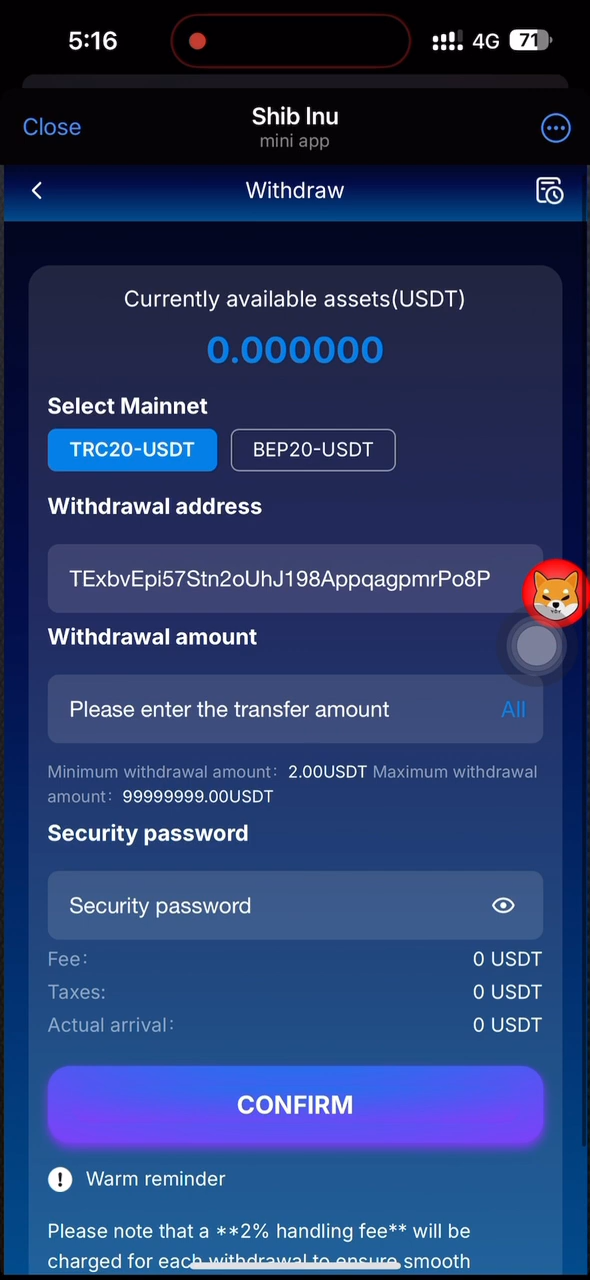 5:16
4G
71
Close
Shib Inu
mini app
Withdraw
Currently available assets(USDT)
0.000000
Select Mainnet
TRC20-USDT
BEP20-USDT
Withdrawal address
TExbvEpi57Stn2oUhJ198AppqagpmrPo8P
Withdrawal amount
Please enter the transfer amount
All
Minimum withdrawal amount: 2.00USDT Maximum withdrawal
amount: 99999999.00USDT
Security password
Security password
Fee:
0 USDT
Taxes:
0 USDT
Actual arrival:
0 USDT
CONFIRM
Warm reminder
Please note that a **2% handling fee** will be
charged for each withdrawal to ensure smooth